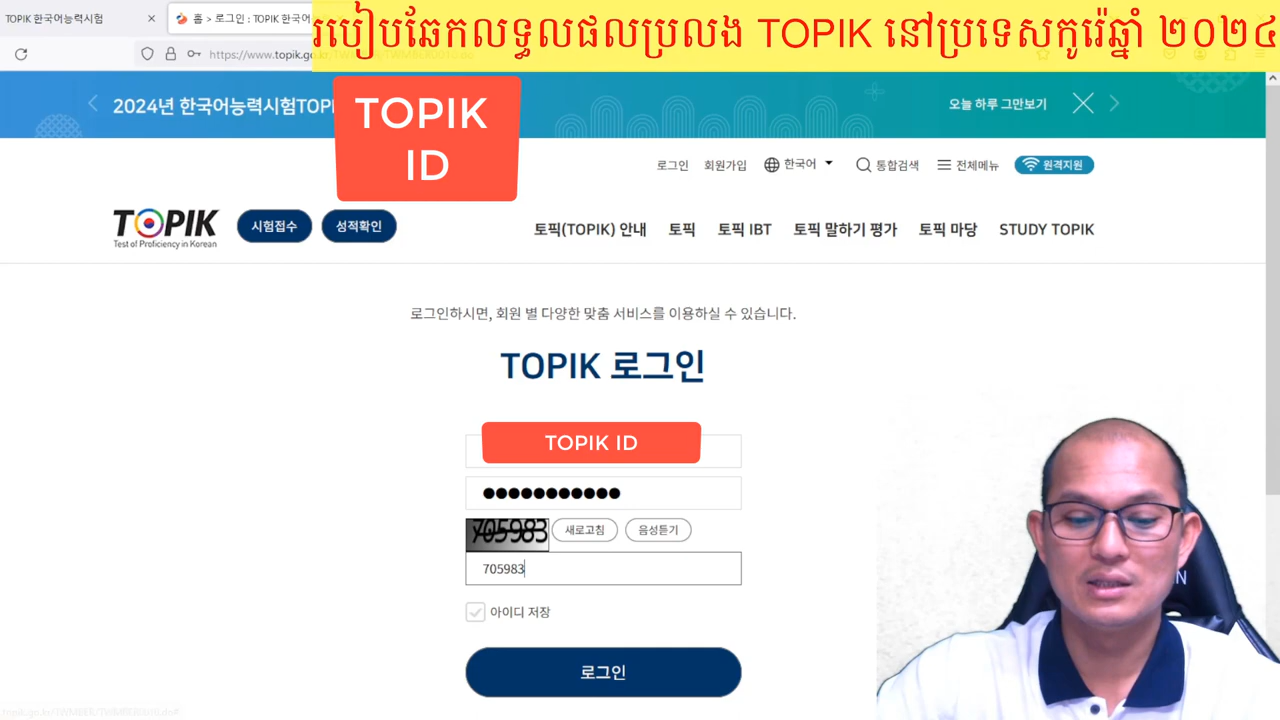 TOPIK 한국어능력시험
홈 > 로그인 : TOPIK 한국어
របៀបឆែកលទ្ធលផលប្រលង TOPIK នៅប្រទេសកូរ៉េឆ្នាំ ២០២៤
https://www.topik.go.kr
2024년 한국어능력시험TOPI
오늘 하루 그만보기
TOPIK
ID
로그인 회원가입 한국어 통합검색 전체메뉴 원격지원
TOPIK
Test of Proficiency in Korean
시험접수 성적확인
토픽(TOPIK) 안내 토픽 토픽 IBT 토픽 말하기 평가 토픽 마당 STUDY TOPIK
로그인하시면, 회원 별 다양한 맞춤 서비스를 이용하실 수 있습니다.
TOPIK 로그인
TOPIK ID
705983 새로고침 음성듣기
705983
아이디 저장
로그인